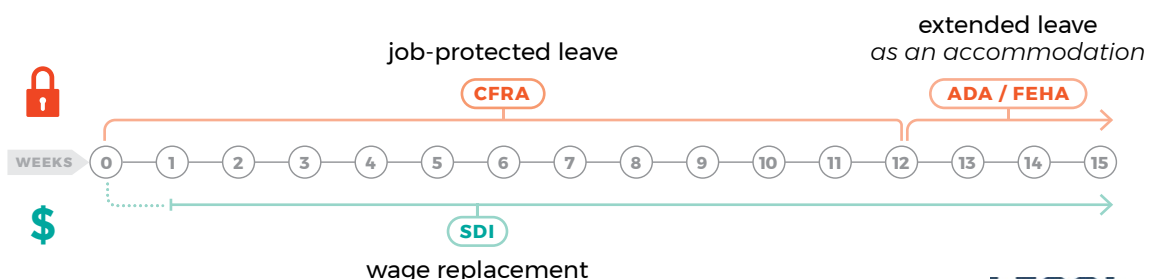 extended leave
job-protected leave
as an accommodation
CFRA
ADA / FEHA
WEEKS 0 1 2 3 4 5 6 7 8 9 10 11 12 13 14 15
$
SDI
wage replacement